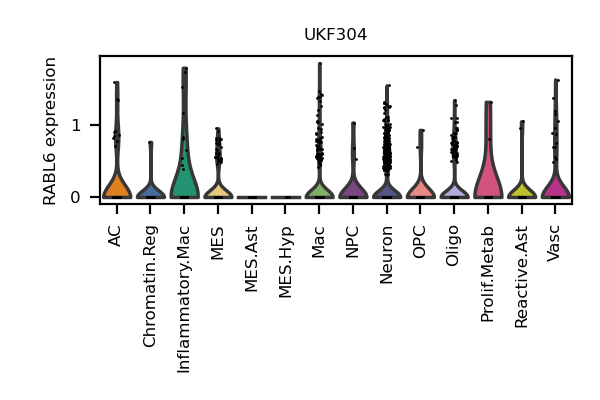 UKF304
RABL6 expression
1
0
AC
Chromatin.Reg
Inflammatory.Mac
MES
MES.Ast
MES.Hyp
Mac
NPC
Neuron
OPC
Oligo
Prolif.Metab
Reactive.Ast
Vasc